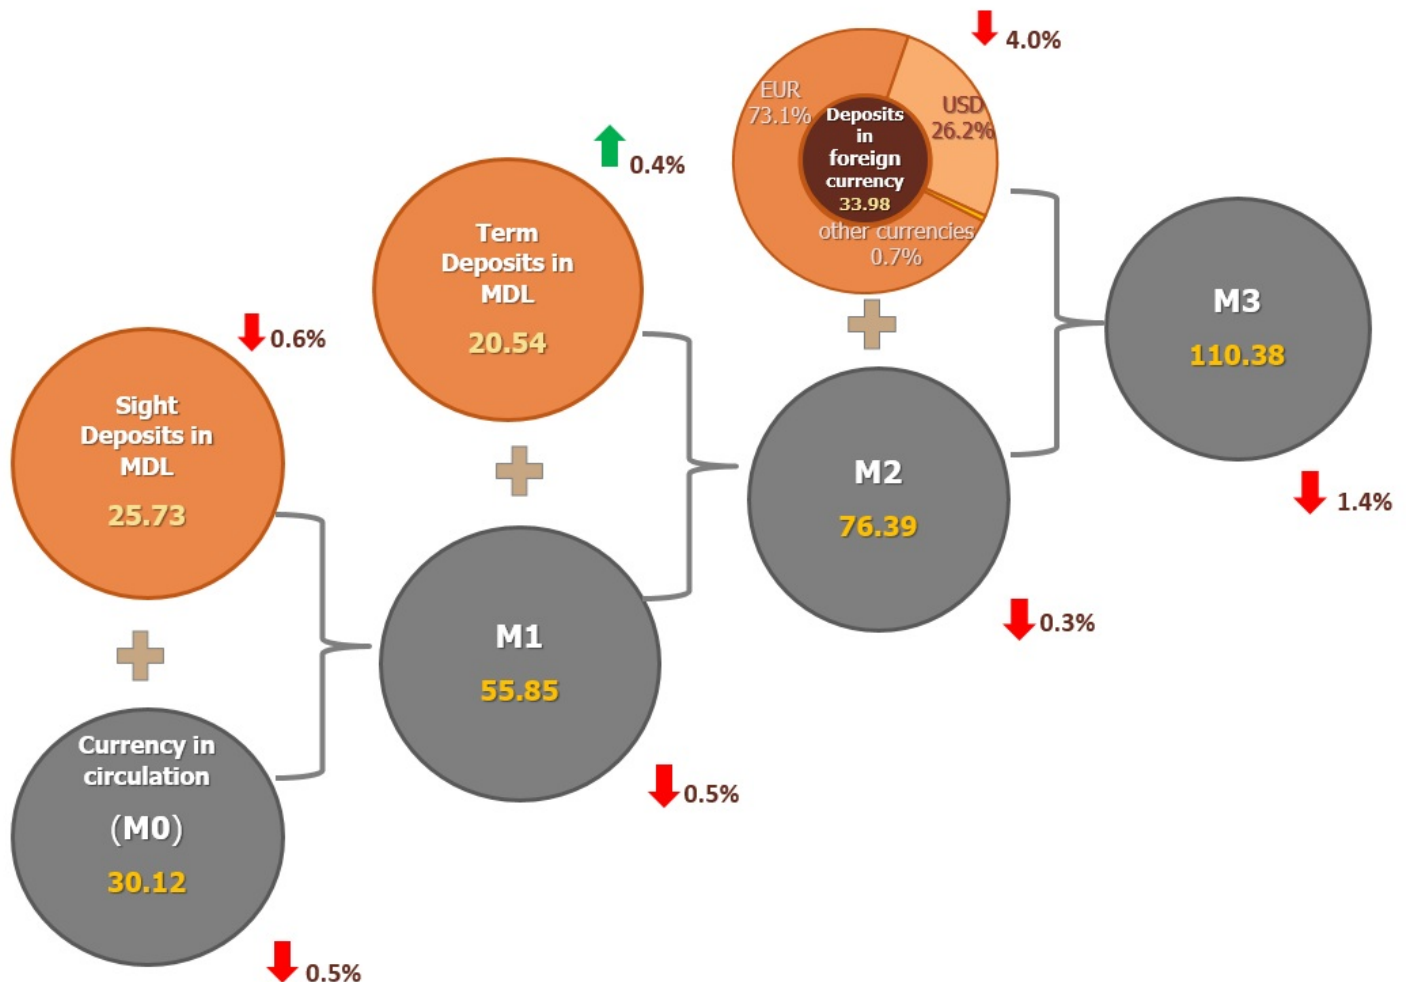 4.0%
EUR
73.1%
USD
26.2%
Deposits
in
foreign
currency
33.98
other currencies
0.7%
0.4%
Term
Deposits in
MDL
20.54
M3
110.38
1.4%
0.6%
Sight
Deposits in
MDL
25.73
M2
76.39
0.3%
M1
55.85
0.5%
Currency in
circulation
(M0)
30.12
0.5%